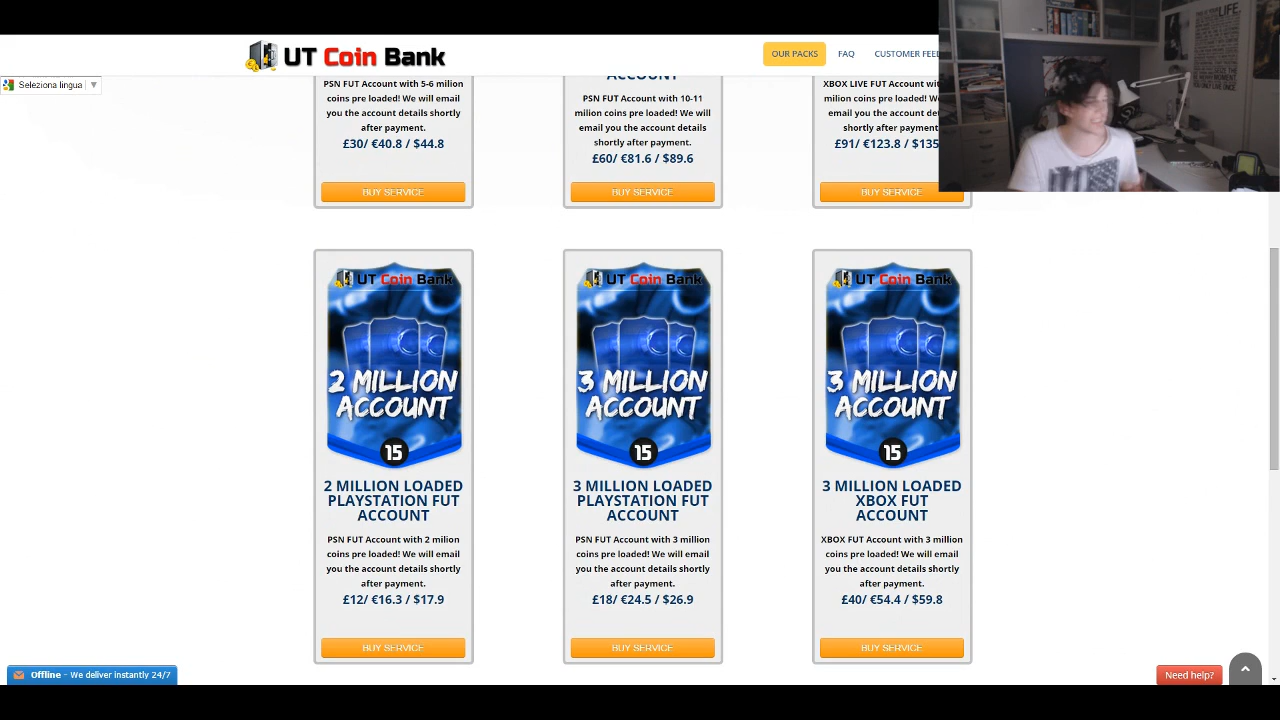 UT Coin Bank
OUR PACKS
FAQ
CUSTOMER FEED
Seleziona lingua
PSN FUT Account with 5-6 milion
coins pre loaded! We will email
you the account details shortly
after payment.
£30/ €40.8 / $44.8
BUY SERVICE
ACCOUNT
PSN FUT Account with 10-11
milion coins pre loaded! We will
email you the account details
shortly after payment.
£60/ €81.6 / $89.6
BUY SERVICE
XBOX LIVE FUT Account
milion coins pre loaded! We
email you the account de
shortly after payment.
£91/ €123.8 / $135
BUY SERVICE
LIFE
YOU ONLY LIVE ONCE
UT Coin Bank
2 MILLION
ACCOUNT
15
2 MILLION LOADED
PLAYSTATION FUT
ACCOUNT
PSN FUT Account with 2 milion
coins pre loaded! We will email
you the account details shortly
after payment.
£12/ €16.3 / $17.9
BUY SERVICE
UT Coin Bank
3 MILLION
ACCOUNT
15
3 MILLION LOADED
PLAYSTATION FUT
ACCOUNT
PSN FUT Account with 3 milion
coins pre loaded! We will email
you the account details shortly
after payment.
£18/ €24.5 / $26.9
BUY SERVICE
UT Coin Bank
3 MILLION
ACCOUNT
15
3 MILLION LOADED
XBOX FUT
ACCOUNT
XBOX FUT Account with 3 million
coins pre loaded! We will email
you the account details shortly
after payment.
£40/ €54.4 / $59.8
BUY SERVICE
Offline - We deliver instantly 24/7
Need help?